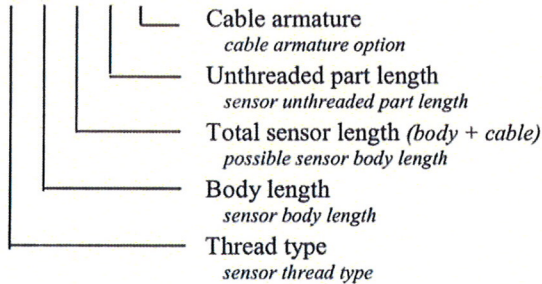 Cable armature
cable armature option
Unthreaded part length
sensor unthreaded part length
Total sensor length (body + cable)
possible sensor body length
Body length
sensor body length
Thread type
sensor thread type